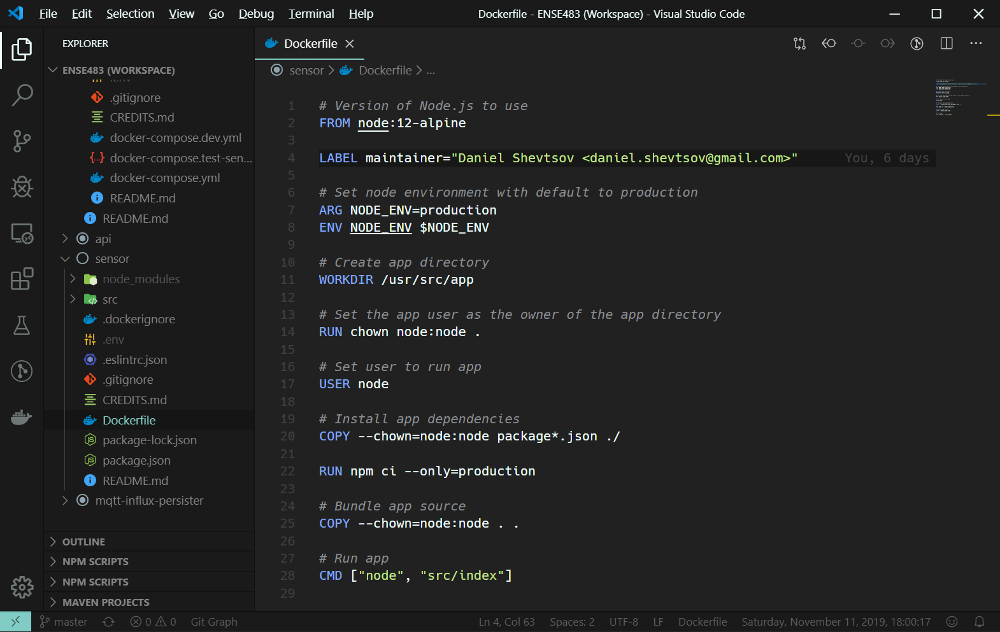 File Edit Selection View Go Debug Terminal Help
Dockerfile - ENSE483 (Workspace) - Visual Studio Code
EXPLORER
ENSE483 (WORKSPACE)
.env
.gitignore
CREDITS.md
docker-compose.dev.yml
docker-compose.test-sen...
docker-compose.yml
README.md
README.md
api
sensor
node_modules
src
.dockerignore
.env
.eslintrc.json
.gitignore
CREDITS.md
Dockerfile
package-lock.json
package.json
README.md
mqtt-influx-persister
OUTLINE
NPM SCRIPTS
NPM SCRIPTS
MAVEN PROJECTS
Dockerfile
sensor > Dockerfile > ...
1 # Version of Node.js to use
2 FROM node:12-alpine
3
4 LABEL maintainer="Daniel Shevtsov <daniel.shevtsov@gmail.com>" You, 6 days
5
6 # Set node environment with default to production
7 ARG NODE_ENV=production
8 ENV NODE_ENV $NODE_ENV
9
10 # Create app directory
11 WORKDIR /usr/src/app
12
13 # Set the app user as the owner of the app directory
14 RUN chown node:node .
15
16 # Set user to run app
17 USER node
18
19 # Install app dependencies
20 COPY --chown=node:node package*.json ./
21
22 RUN npm ci --only=production
23
24 # Bundle app source
25 COPY --chown=node:node . .
26
27 # Run app
28 CMD ["node", "src/index"]
29
master 0 0 Git Graph
Ln 4, Col 63 Spaces: 2 UTF-8 LF Dockerfile Saturday, November 11, 2019, 18:00:17